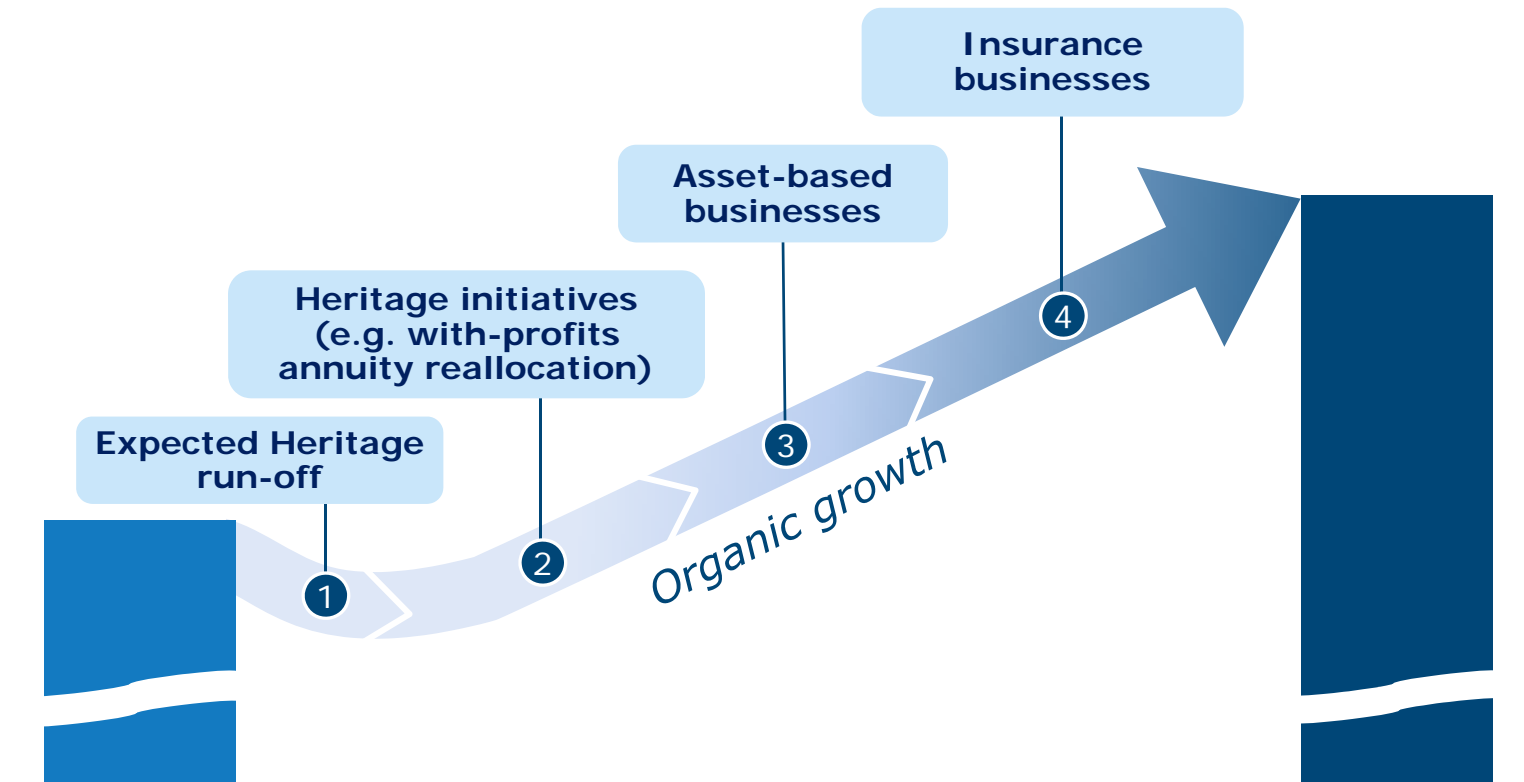 Insurance
businesses
Asset-based
businesses
Heritage initiatives
(e.g. with-profits
annuity reallocation)
Expected Heritage
run-off
4
3
2
1
Organic growth